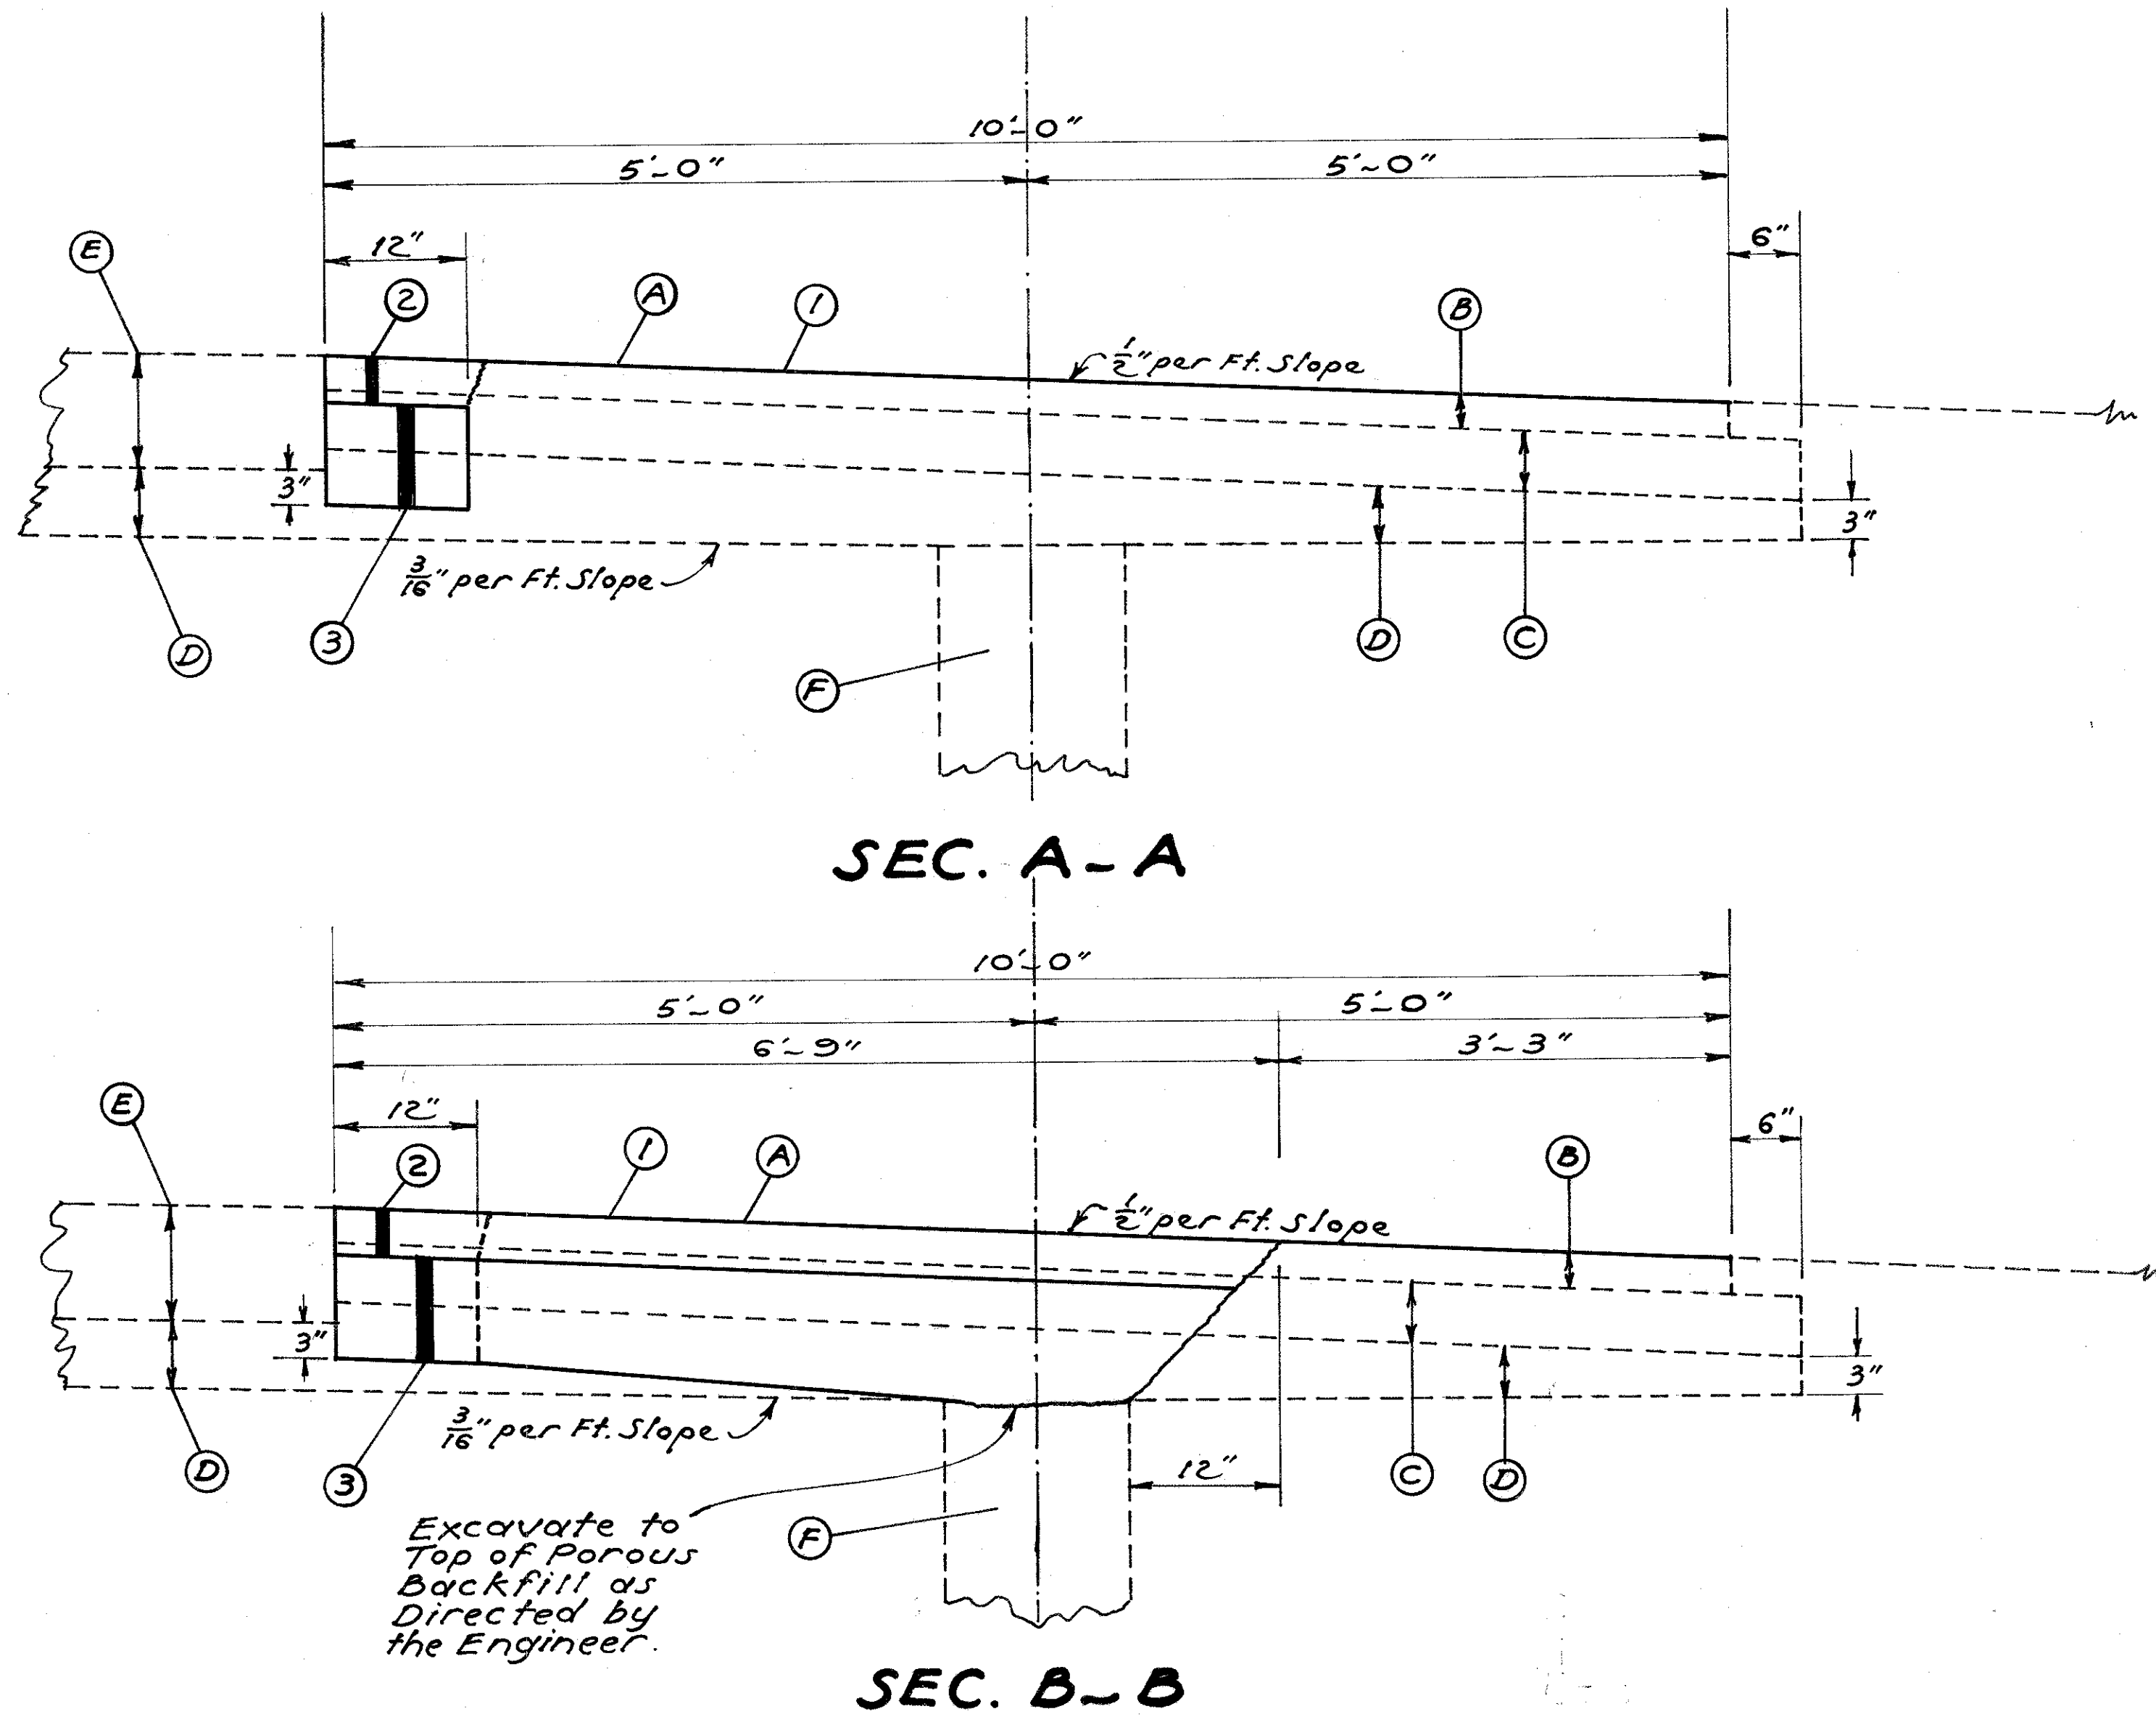 10'-0"
5'-0" 5'-0"
12" 6"
E 2 A 1 B
1/2" per Ft. Slope
3" 3"
3/16" per Ft. Slope
3 D D C
F
SEC. A-A
10'-0"
5'-0" 5'-0"
6'-9" 3'-3"
12" 6"
E 2 1 A B
1/2" per Ft. Slope
3" 3"
3/16" per Ft. Slope
D 3 12" C D
Excavate to
Top of Porous
Backfill as
Directed by
the Engineer.
F
SEC. B-B